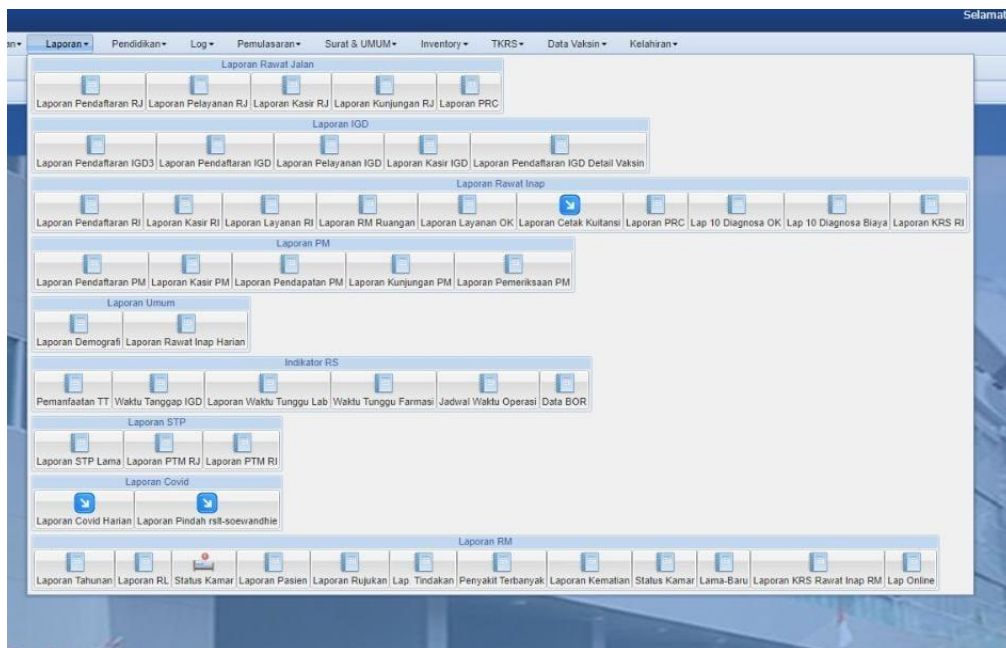 Selamat
an Laporan Pendidikan Log Pemulasaran Surat & UMUM Inventory TKRS Data Vaksin Kelahiran
Laporan Rawat Jalan
Laporan Pendaftaran RJ Laporan Pelayanan RJ Laporan Kasir RJ Laporan Kunjungan RJ Laporan PRC
Laporan IGD
Laporan Pendaftaran IGD3 Laporan Pendaftaran IGD Laporan Pelayanan IGD Laporan Kasir IGD Laporan Pendaftaran IGD Detail Vaksin
Laporan Rawat Inap
Laporan Pendaftaran RI Laporan Kasir RI Laporan Layanan RI Laporan RM Ruangan Laporan Layanan OK Laporan Cetak Kuitansi Laporan PRC Lap 10 Diagnosa OK Lap 10 Diagnosa Biaya Laporan KRS RI
Laporan PM
Laporan Pendaftaran PM Laporan Kasir PM Laporan Pendapatan PM Laporan Kunjungan PM Laporan Pemeriksaan PM
Laporan Umum
Laporan Demografi Laporan Rawat Inap Harian
Indikator RS
Pemanfaatan TT Waktu Tanggap IGD Laporan Waktu Tunggu Lab Waktu Tunggu Farmasi Jadwal Waktu Operasi Data BOR
Laporan STP
Laporan STP Lama Laporan PTM RJ Laporan PTM RI
Laporan Covid
Laporan Covid Harian Laporan Pindah rslt-soewandhie
Laporan RM
Laporan Tahunan Laporan RL Status Kamar Laporan Pasien Laporan Rujukan Lap. Tindakan Penyakit Terbanyak Laporan Kematian Status Kamar Lama-Baru Laporan KRS Rawat Inap RM Lap Online